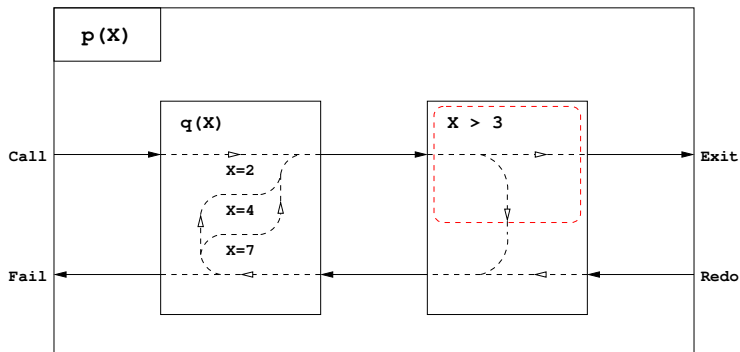 p(X)
q(X)
X > 3
Call
Exit
X=2
X=4
X=7
Fail
Redo